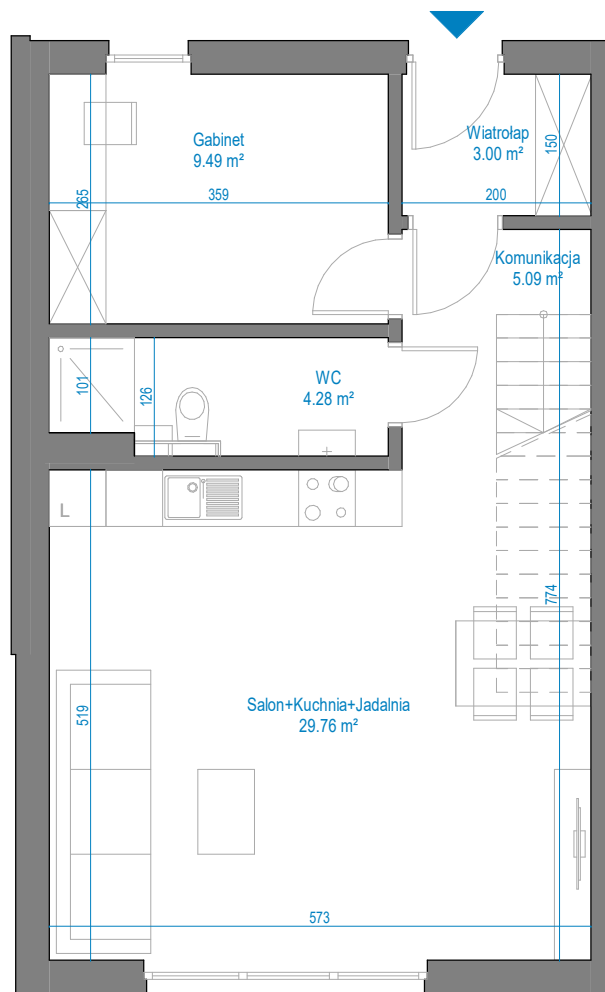 Gabinet
9.49 m²
359
265
Wiatrołap
3.00 m²
150
200
Komunikacja
5.09 m²
WC
4.28 m²
101
126
L
774
Salon+Kuchnia+Jadalnia
29.76 m²
519
573